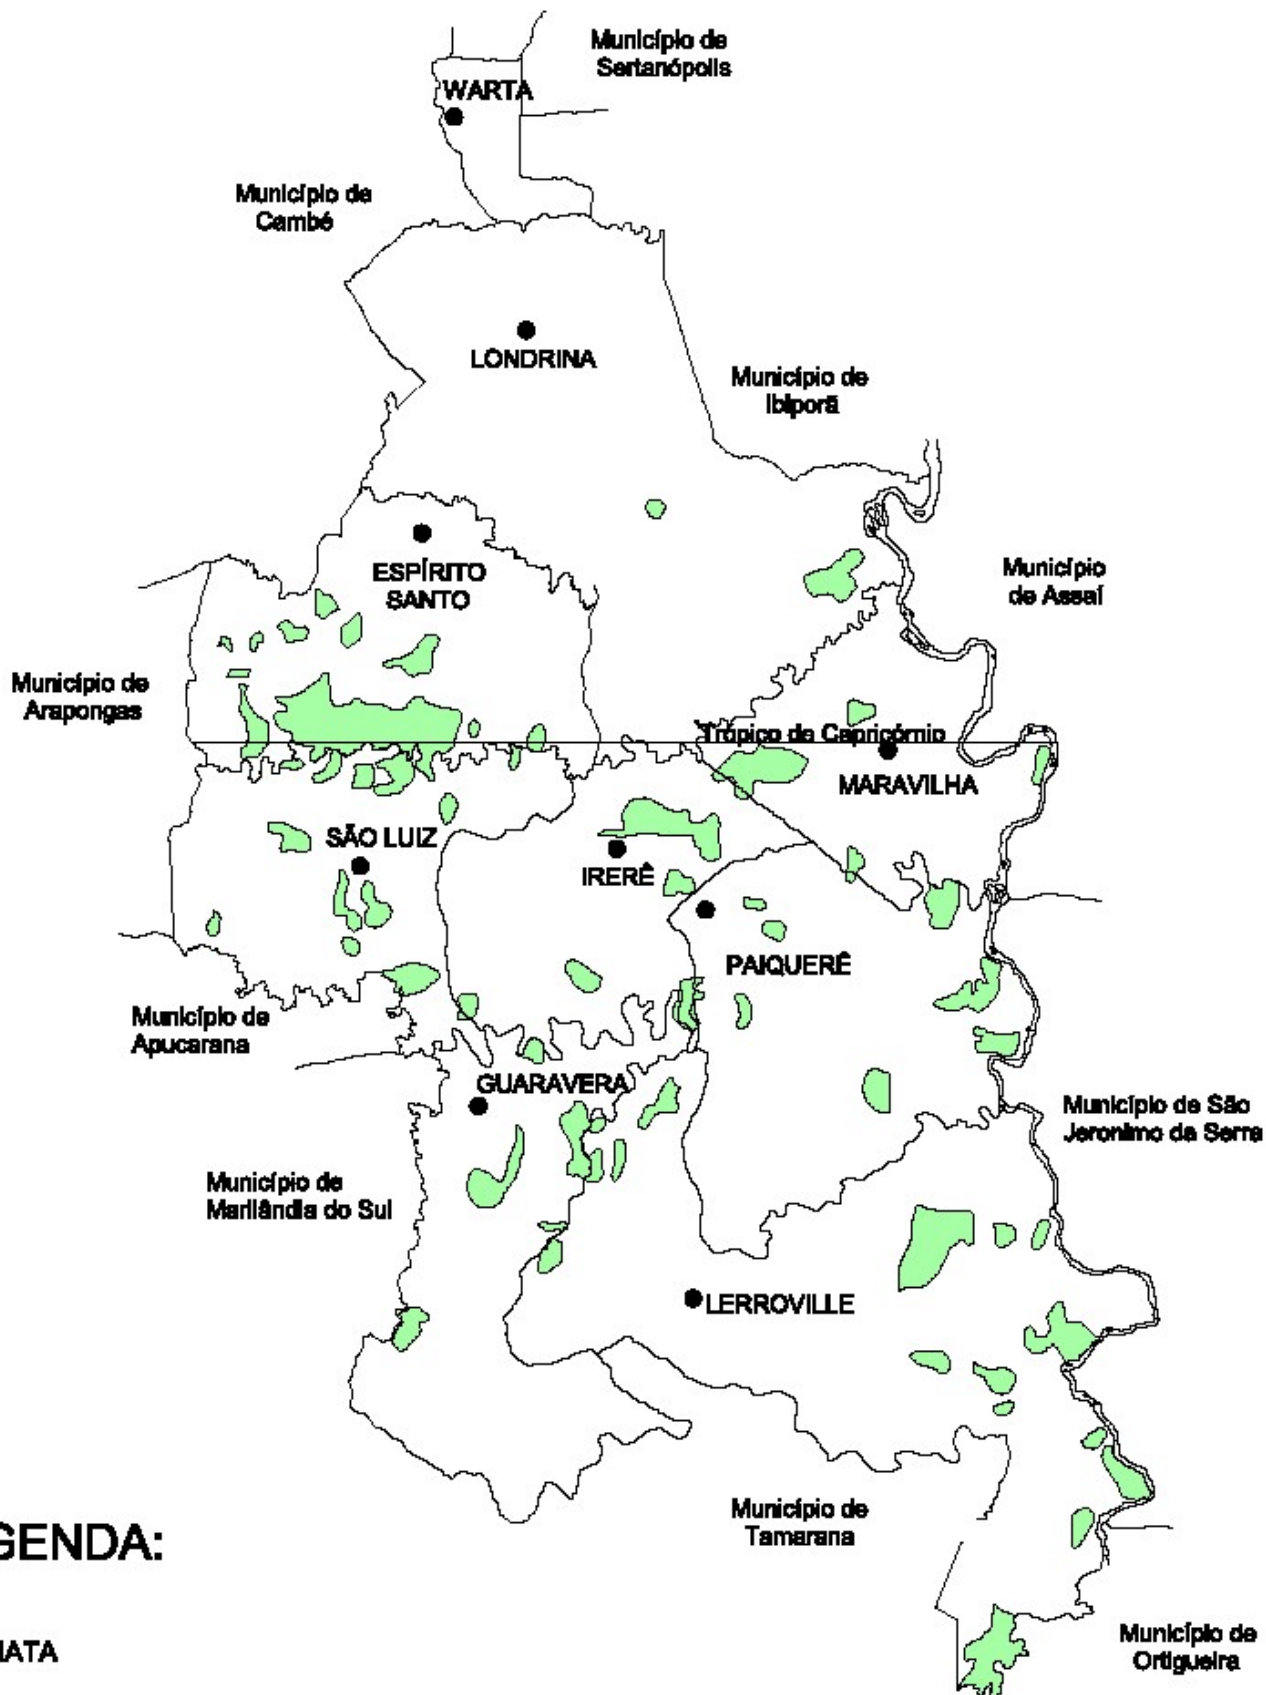 Município de
Sertanópolis
WARTA
Município de
Cambé
LONDRINA
Município de
Ibiporã
ESPÍRITO
SANTO
Município
de Assaí
Município de
Arapongas
Trópico de Capricórnio
MARAVILHA
SÃO LUIZ
IRERÊ
PAIQUERÊ
Município de
Apucarana
GUARAVERA
Município de São
Jeronimo da Serra
Município de
Marilândia do Sul
LERROVILLE
Município de
Tamarana
GENDA:
IATA
Município de
Ortigueira